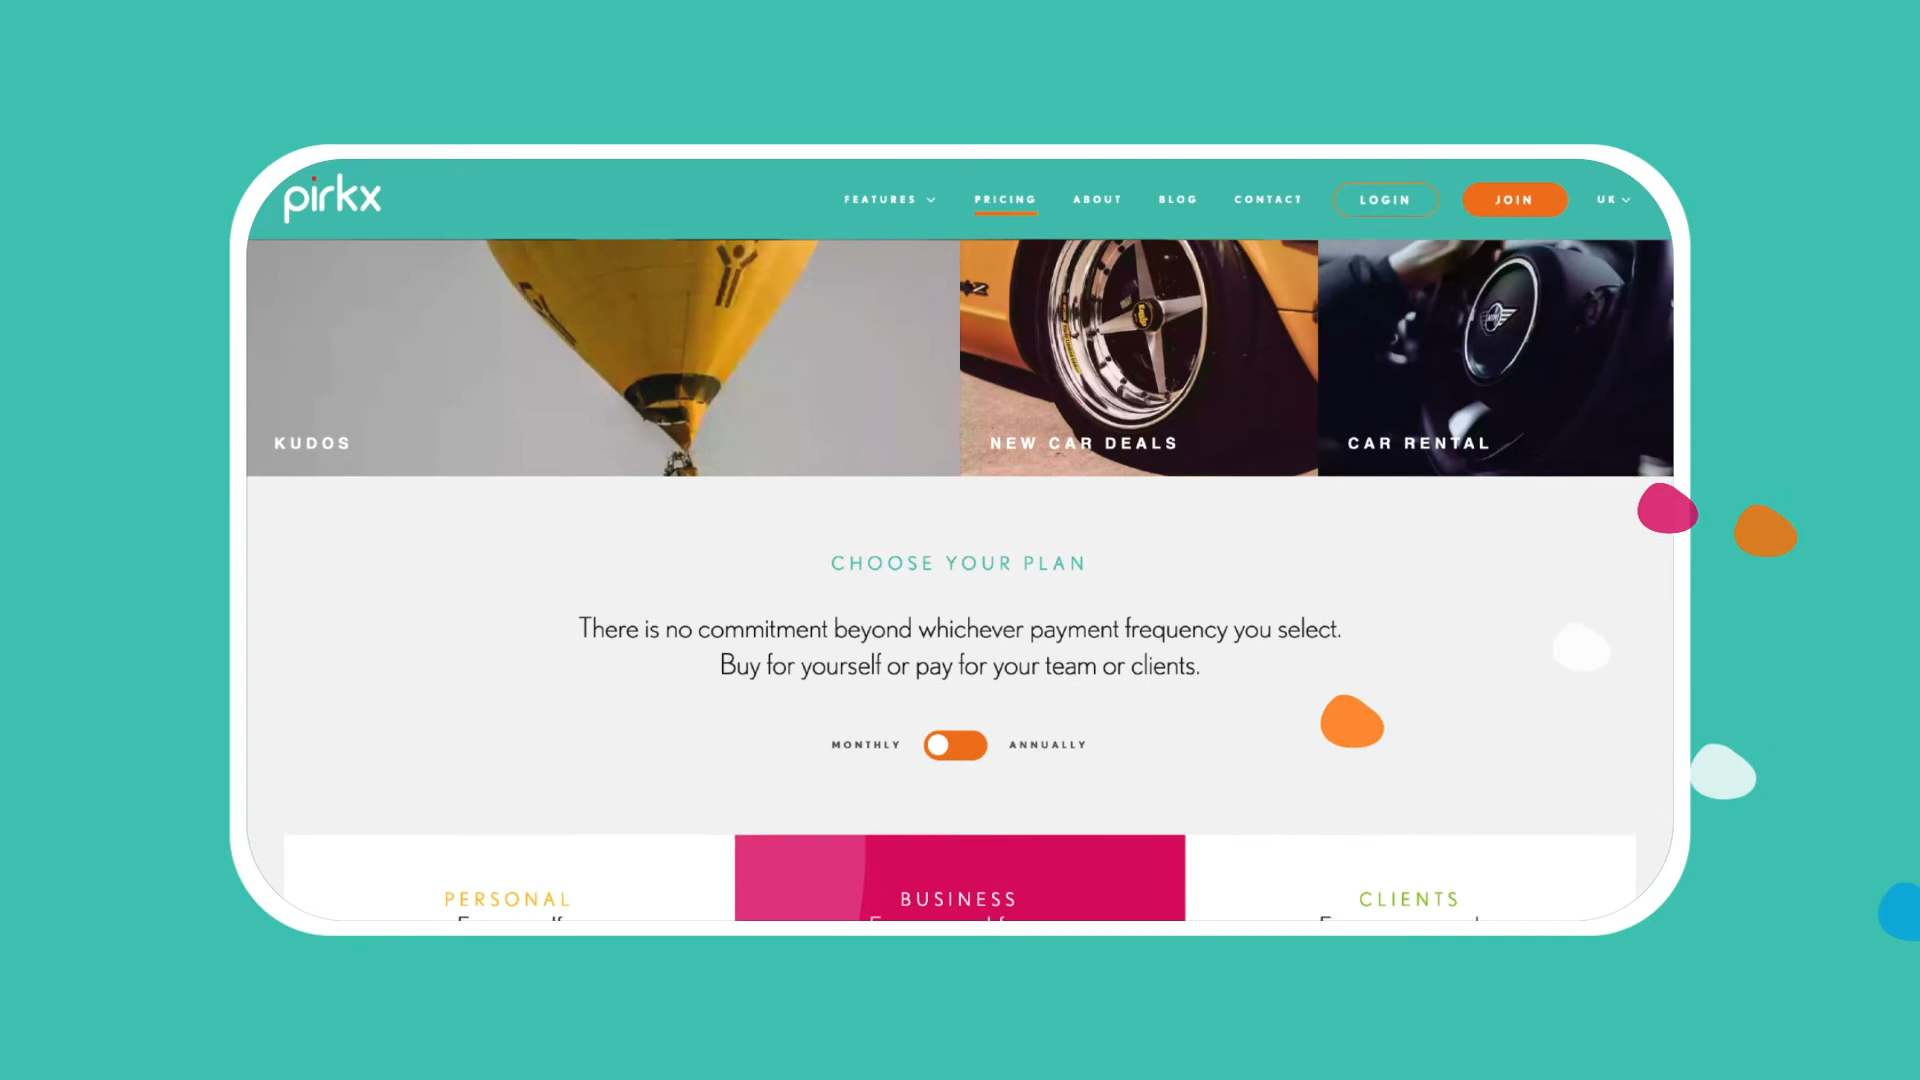 pirkx
FEATURES PRICING ABOUT BLOG CONTACT LOGIN JOIN UK
KUDOS
NEW CAR DEALS
CAR RENTAL
CHOOSE YOUR PLAN
There is no commitment beyond whichever payment frequency you select.
Buy for yourself or pay for your team or clients.
MONTHLY ANNUALLY
PERSONAL
BUSINESS
CLIENTS